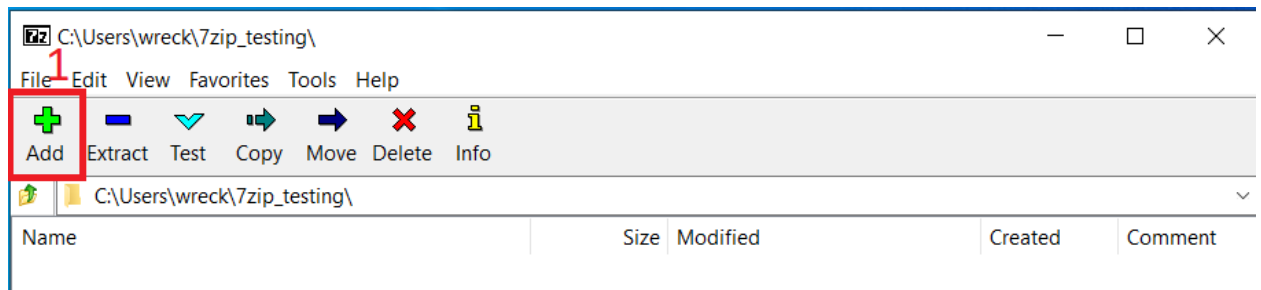 7z C:\Users\wreck\7zip_testing\
1
File Edit View Favorites Tools Help
Add Extract Test Copy Move Delete Info
C:\Users\wreck\7zip_testing\
Name Size Modified Created Comment